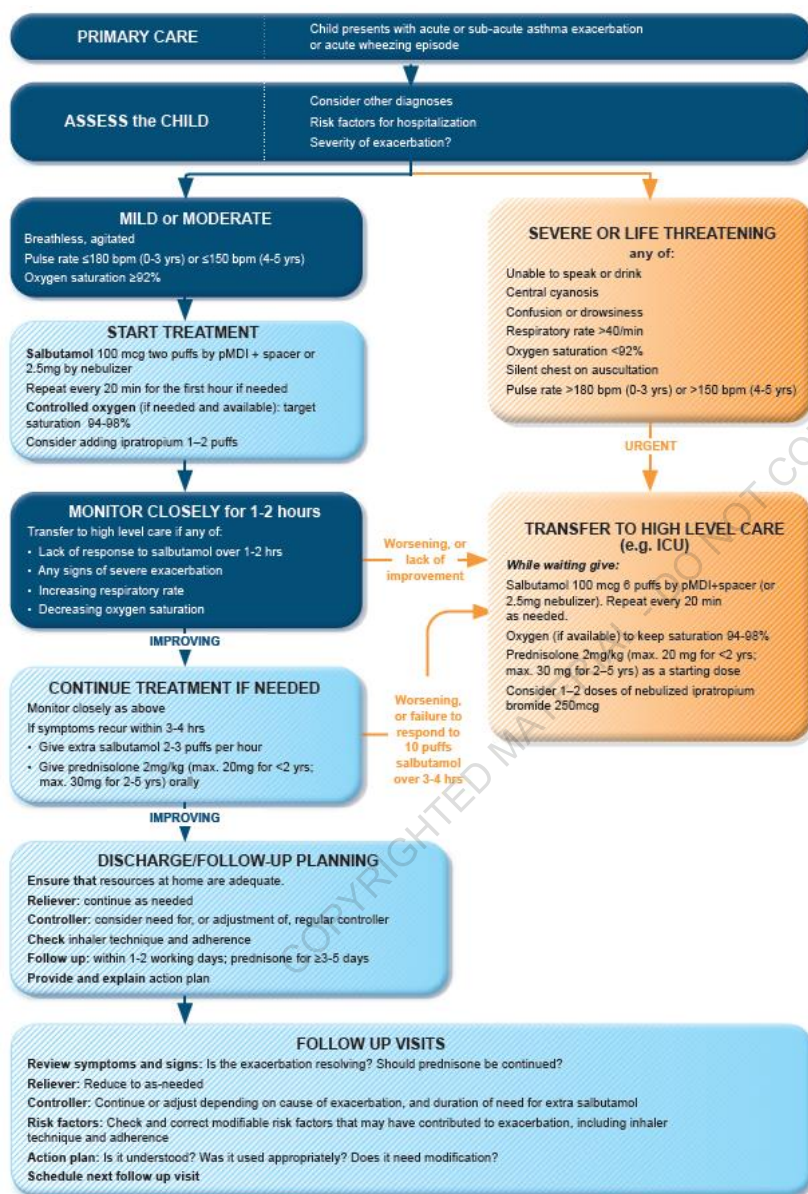 PRIMARY CARE
Child presents with acute or sub-acute asthma exacerbation
or acute wheezing episode
ASSESS the CHILD
Consider other diagnoses
Risk factors for hospitalization
Severity of exacerbation?
MILD or MODERATE
Breathless, agitated
Pulse rate ≤180 bpm (0-3 yrs) or ≤150 bpm (4-5 yrs)
Oxygen saturation ≥92%
SEVERE OR LIFE THREATENING
any of:
Unable to speak or drink
Central cyanosis
Confusion or drowsiness
Respiratory rate >40/min
Oxygen saturation <92%
Silent chest on auscultation
Pulse rate >180 bpm (0-3 yrs) or >150 bpm (4-5 yrs)
START TREATMENT
Salbutamol 100 mcg two puffs by pMDI + spacer or
2.5mg by nebulizer
Repeat every 20 min for the first hour if needed
Controlled oxygen (if needed and available): target
saturation 94-98%
Consider adding ipratropium 1–2 puffs
URGENT
MONITOR CLOSELY for 1-2 hours
Transfer to high level care if any of:
• Lack of response to salbutamol over 1-2 hrs
• Any signs of severe exacerbation
• Increasing respiratory rate
• Decreasing oxygen saturation
Worsening, or
lack of
improvement
TRANSFER TO HIGH LEVEL CARE
(e.g. ICU)
While waiting give:
Salbutamol 100 mcg 6 puffs by pMDI+spacer (or
2.5mg nebulizer). Repeat every 20 min
as needed.
Oxygen (if available) to keep saturation 94-98%
Prednisolone 2mg/kg (max. 20 mg for <2 yrs;
max. 30 mg for 2–5 yrs) as a starting dose
Consider 1–2 doses of nebulized ipratropium
bromide 250mcg
IMPROVING
CONTINUE TREATMENT IF NEEDED
Monitor closely as above
If symptoms recur within 3-4 hrs
• Give extra salbutamol 2-3 puffs per hour
• Give prednisolone 2mg/kg (max. 20mg for <2 yrs;
max. 30mg for 2-5 yrs) orally
Worsening,
or failure to
respond to
10 puffs
salbutamol
over 3-4 hrs
IMPROVING
DISCHARGE/FOLLOW-UP PLANNING
Ensure that resources at home are adequate.
Reliever: continue as needed
Controller: consider need for, or adjustment of, regular controller
Check inhaler technique and adherence
Follow up: within 1-2 working days; prednisone for ≥3-5 days
Provide and explain action plan
FOLLOW UP VISITS
Review symptoms and signs: Is the exacerbation resolving? Should prednisone be continued?
Reliever: Reduce to as-needed
Controller: Continue or adjust depending on cause of exacerbation, and duration of need for extra salbutamol
Risk factors: Check and correct modifiable risk factors that may have contributed to exacerbation, including inhaler
technique and adherence
Action plan: Is it understood? Was it used appropriately? Does it need modification?
Schedule next follow up visit
COPYRIGHTED MATERIAL - DO NOT